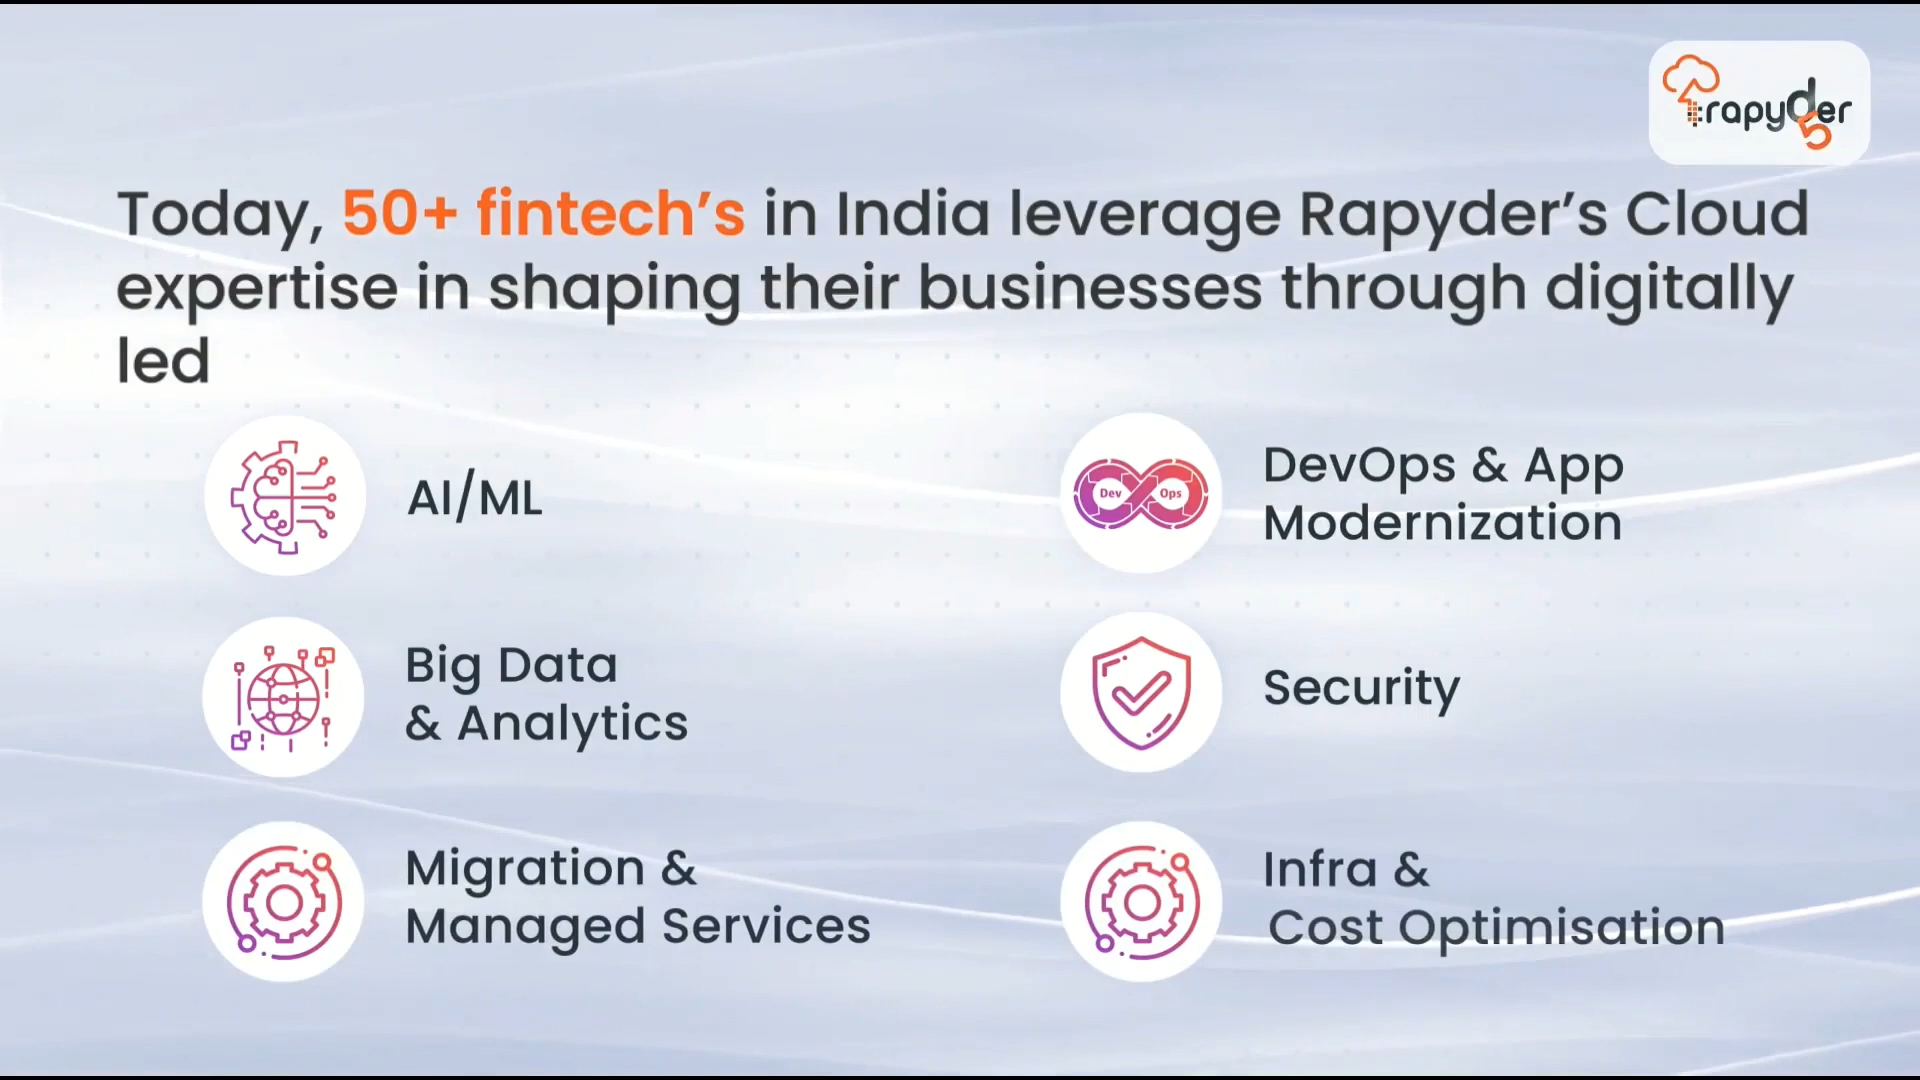 rapyder
5
Today, 50+ fintech’s in India leverage Rapyder’s Cloud
expertise in shaping their businesses through digitally
led
AI/ML
Dev Ops
DevOps & App
Modernization
Big Data
& Analytics
Security
Migration &
Managed Services
Infra &
Cost Optimisation